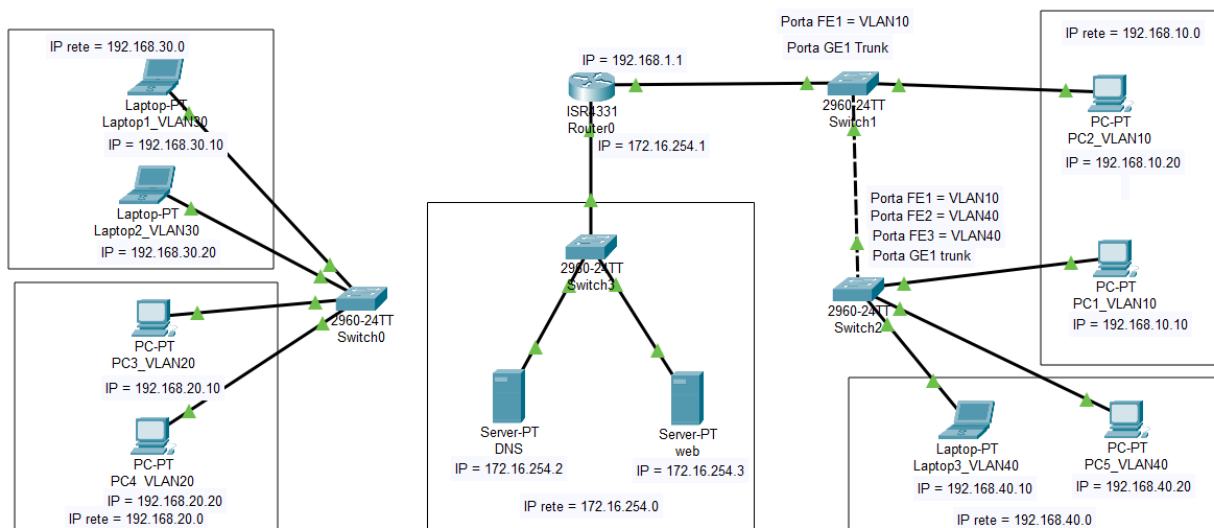 IP rete = 192.168.30.0
Laptop-PT
Laptop1_VLAN30
IP = 192.168.30.10
Laptop-PT
Laptop2_VLAN30
IP = 192.168.30.20
PC-PT
PC3_VLAN20
IP = 192.168.20.10
PC-PT
PC4_VLAN20
IP = 192.168.20.20
IP rete = 192.168.20.0
2960-24TT
Switch0
IP = 192.168.1.1
ISR4331
Router0
IP = 172.16.254.1
2960-24TT
Switch3
Server-PT
DNS
IP = 172.16.254.2
Server-PT
web
IP = 172.16.254.3
IP rete = 172.16.254.0
Porta FE1 = VLAN10
Porta GE1 Trunk
2960-24TT
Switch1
IP rete = 192.168.10.0
PC-PT
PC2_VLAN10
IP = 192.168.10.20
Porta FE1 = VLAN10
Porta FE2 = VLAN40
Porta FE3 = VLAN40
Porta GE1 trunk
2960-24TT
Switch2
PC-PT
PC1_VLAN10
IP = 192.168.10.10
Laptop-PT
Laptop3_VLAN40
IP = 192.168.40.10
PC-PT
PC5_VLAN40
IP = 192.168.40.20
IP rete = 192.168.40.0